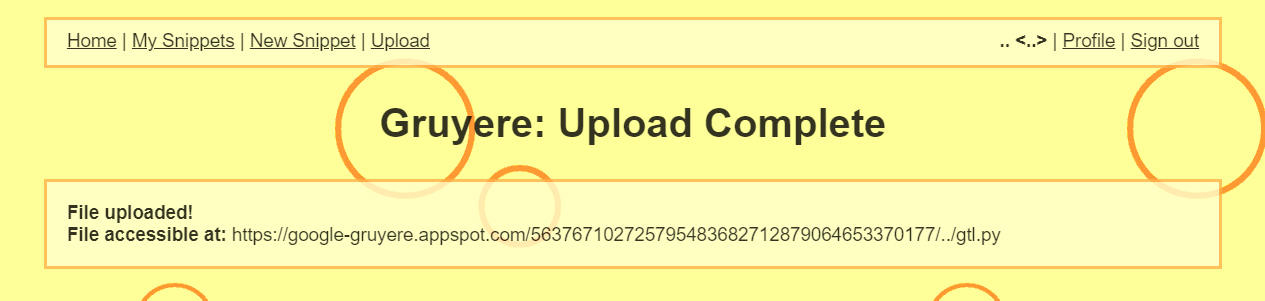 Home | My Snippets | New Snippet | Upload
.. <..> | Profile | Sign out
Gruyere: Upload Complete
File uploaded!
File accessible at: https://google-gruyere.appspot.com/563767102725795483682712879064653370177/../gtl.py